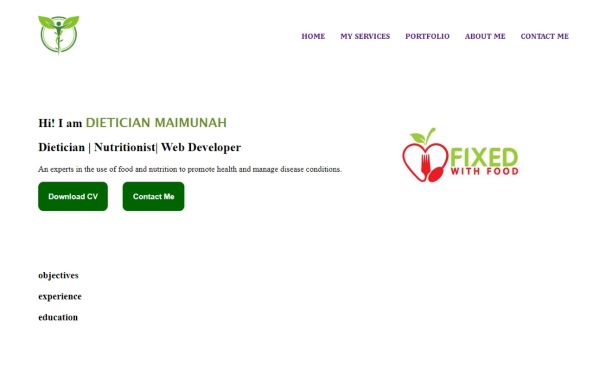 HOME MY SERVICES PORTFOLIO ABOUT ME CONTACT ME
Hi! I am DIETICIAN MAIMUNAH
Dietician | Nutritionist| Web Developer
An experts in the use of food and nutrition to promote health and manage disease conditions.
Download CV Contact Me
FIXED
WITH FOOD
objectives
experience
education